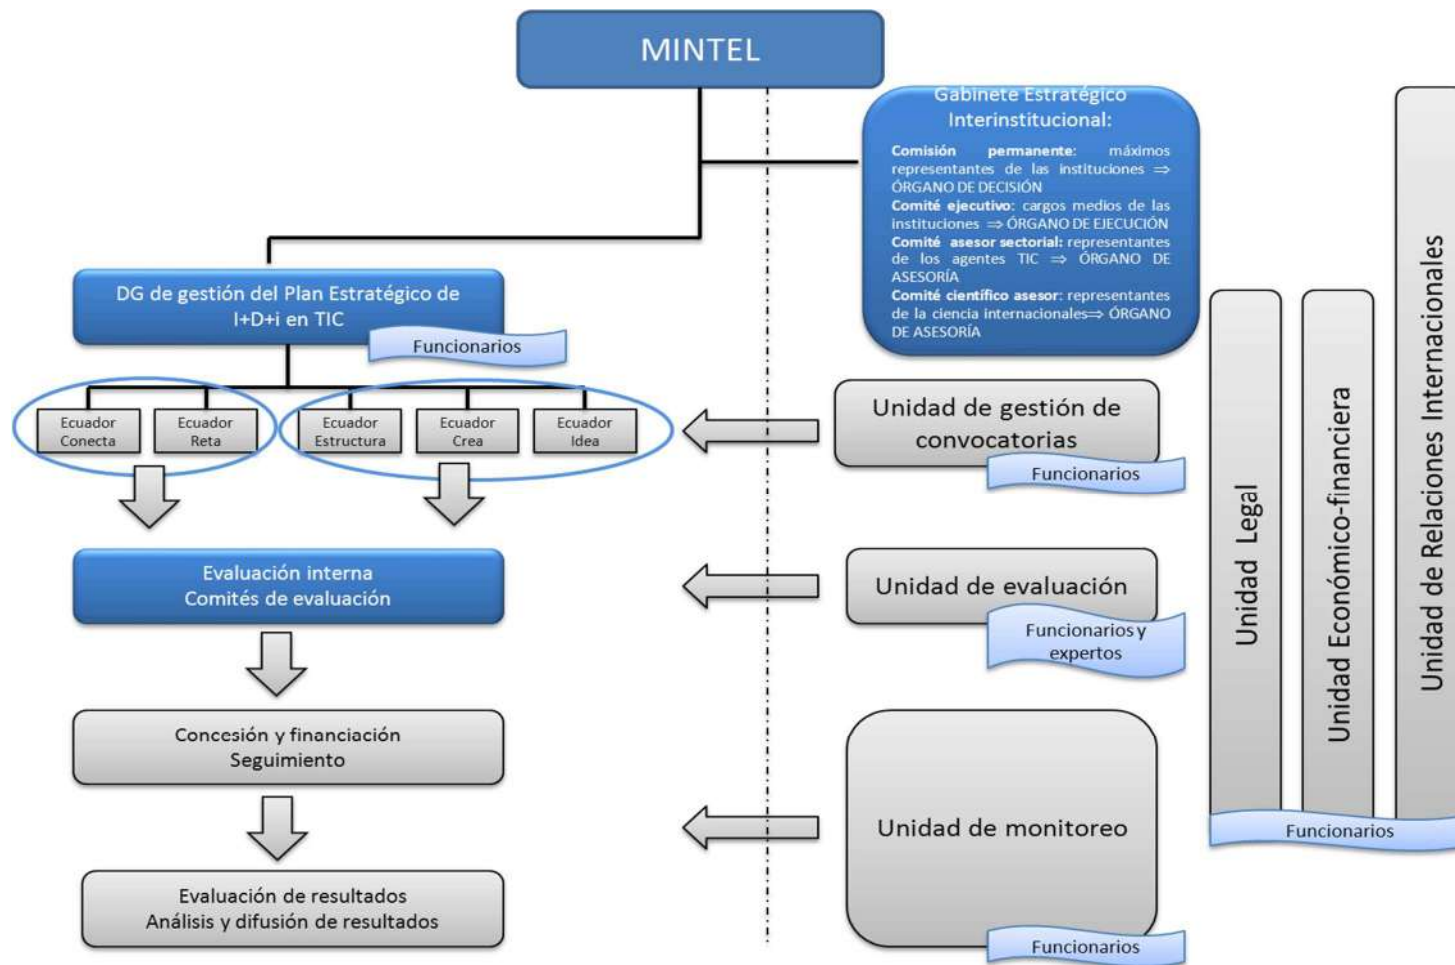 MINTEL
Gabinete Estratégico
Interinstitucional:
Comisión permanente: máximos
representantes de las instituciones ⇒
ÓRGANO DE DECISIÓN
Comité ejecutivo: cargos medios de las
instituciones ⇒ ÓRGANO DE EJECUCIÓN
Comité asesor sectorial: representantes
de los agentes TIC ⇒ ÓRGANO DE
ASESORÍA
Comité científico asesor: representantes
de la ciencia internacionales⇒ ÓRGANO
DE ASESORÍA
DG de gestión del Plan Estratégico de
I+D+i en TIC
Funcionarios
Ecuador
Conecta
Ecuador
Reta
Ecuador
Estructura
Ecuador
Crea
Ecuador
Idea
Unidad de gestión de
convocatorias
Funcionarios
Evaluación interna
Comités de evaluación
Unidad de evaluación
Funcionarios y
expertos
Concesión y financiación
Seguimiento
Unidad de monitoreo
Funcionarios
Evaluación de resultados
Análisis y difusión de resultados
Unidad Legal
Unidad Económico-financiera
Unidad de Relaciones Internacionales
Funcionarios